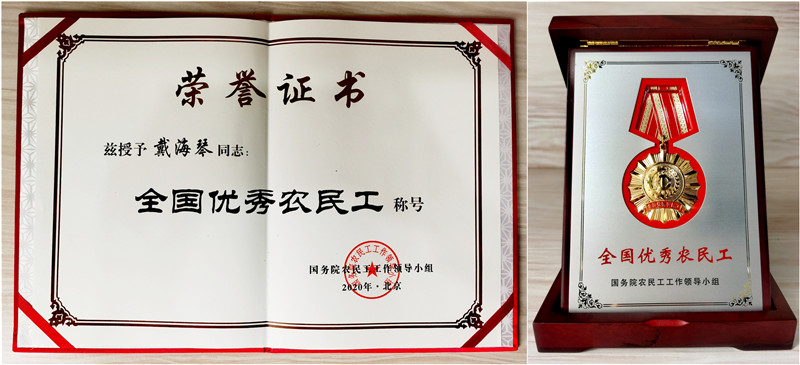 荣誉证书
兹授予 戴海琴 同志：
全国优秀农民工 称号
国务院农民工工作领导小组
2020年·北京
全国优秀农民工
国务院农民工工作领导小组